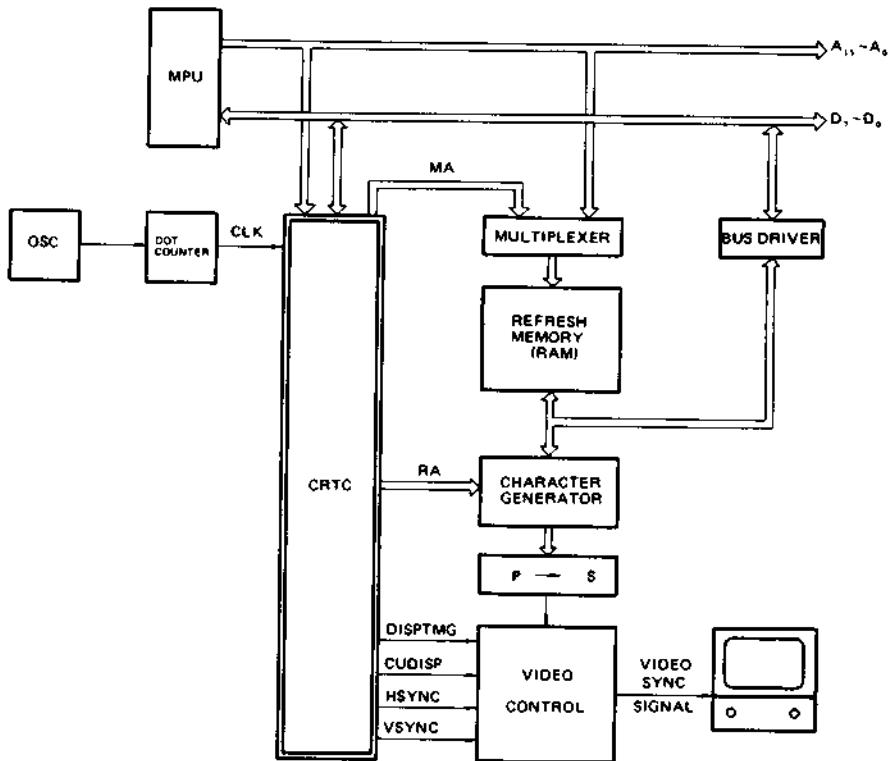 MPU
A₁₅ ~A₀
D₇~D₀
MA
OSC
DOT
COUNTER
CLK
MULTIPLEXER
BUS DRIVER
REFRESH
MEMORY
(RAM)
CRTC
RA
CHARACTER
GENERATOR
P — S
DISPTMG
CUDISP
HSYNC
VSYNC
VIDEO
CONTROL
VIDEO
SYNC
SIGNAL